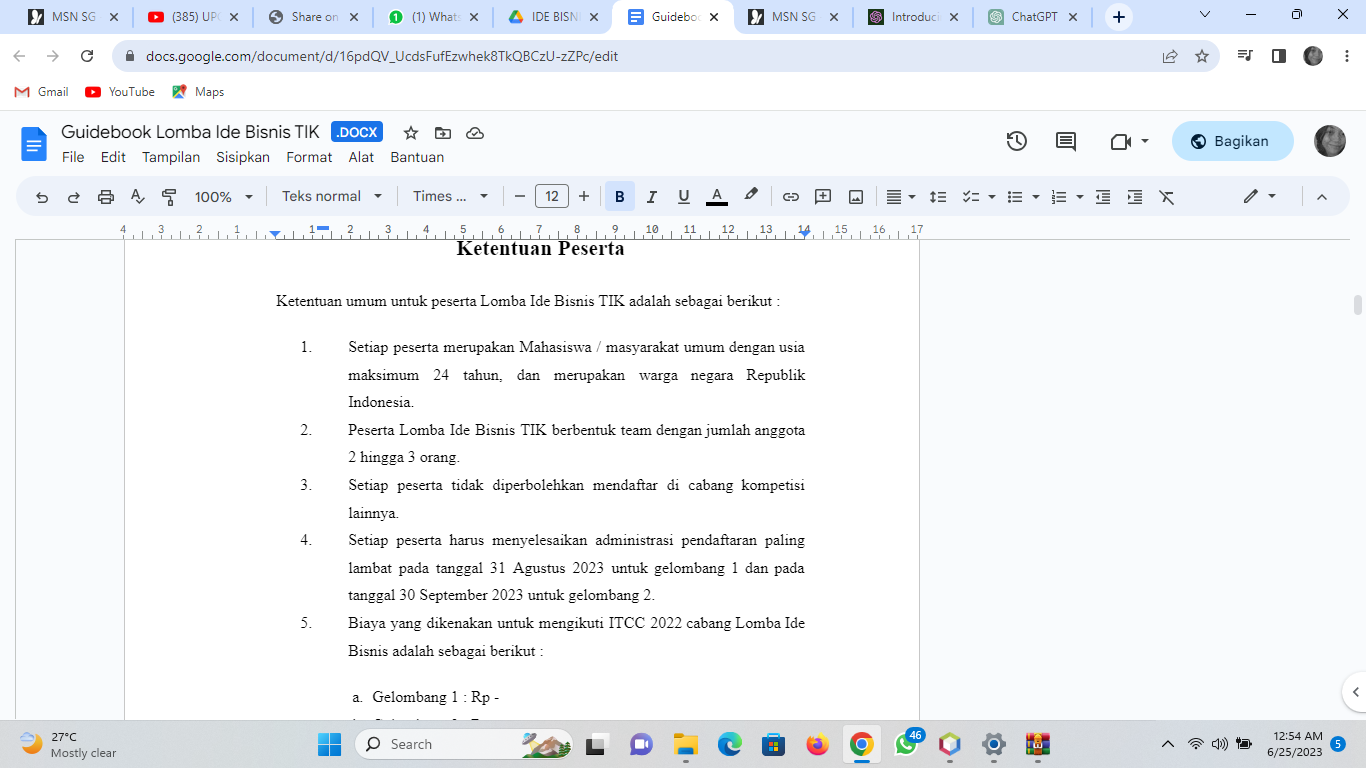 MSN SG
(385) UP
Share on
(1) Whats
IDE BISN
Guideboo
MSN SG
Introduci
ChatGPT
docs.google.com/document/d/16pdQV_UcdsFufEzwhek8TkQBCzU-zZPc/edit
Gmail
YouTube
Maps
Guidebook Lomba Ide Bisnis TIK
.DOCX
File Edit Tampilan Sisipkan Format Alat Bantuan
Bagikan
100%
Teks normal
Times ...
12
B I U A
4 3 2 1 1 2 3 4 5 6 7 8 9 10 11 12 13 14 15 16 17
Ketentuan Peserta
Ketentuan umum untuk peserta Lomba Ide Bisnis TIK adalah sebagai berikut :
1. Setiap peserta merupakan Mahasiswa / masyarakat umum dengan usia
maksimum 24 tahun, dan merupakan warga negara Republik
Indonesia.
2. Peserta Lomba Ide Bisnis TIK berbentuk team dengan jumlah anggota
2 hingga 3 orang.
3. Setiap peserta tidak diperbolehkan mendaftar di cabang kompetisi
lainnya.
4. Setiap peserta harus menyelesaikan administrasi pendaftaran paling
lambat pada tanggal 31 Agustus 2023 untuk gelombang 1 dan pada
tanggal 30 September 2023 untuk gelombang 2.
5. Biaya yang dikenakan untuk mengikuti ITCC 2022 cabang Lomba Ide
Bisnis adalah sebagai berikut :
a. Gelombang 1 : Rp -
27°C
Mostly clear
Search
46
12:54 AM
6/25/2023
5